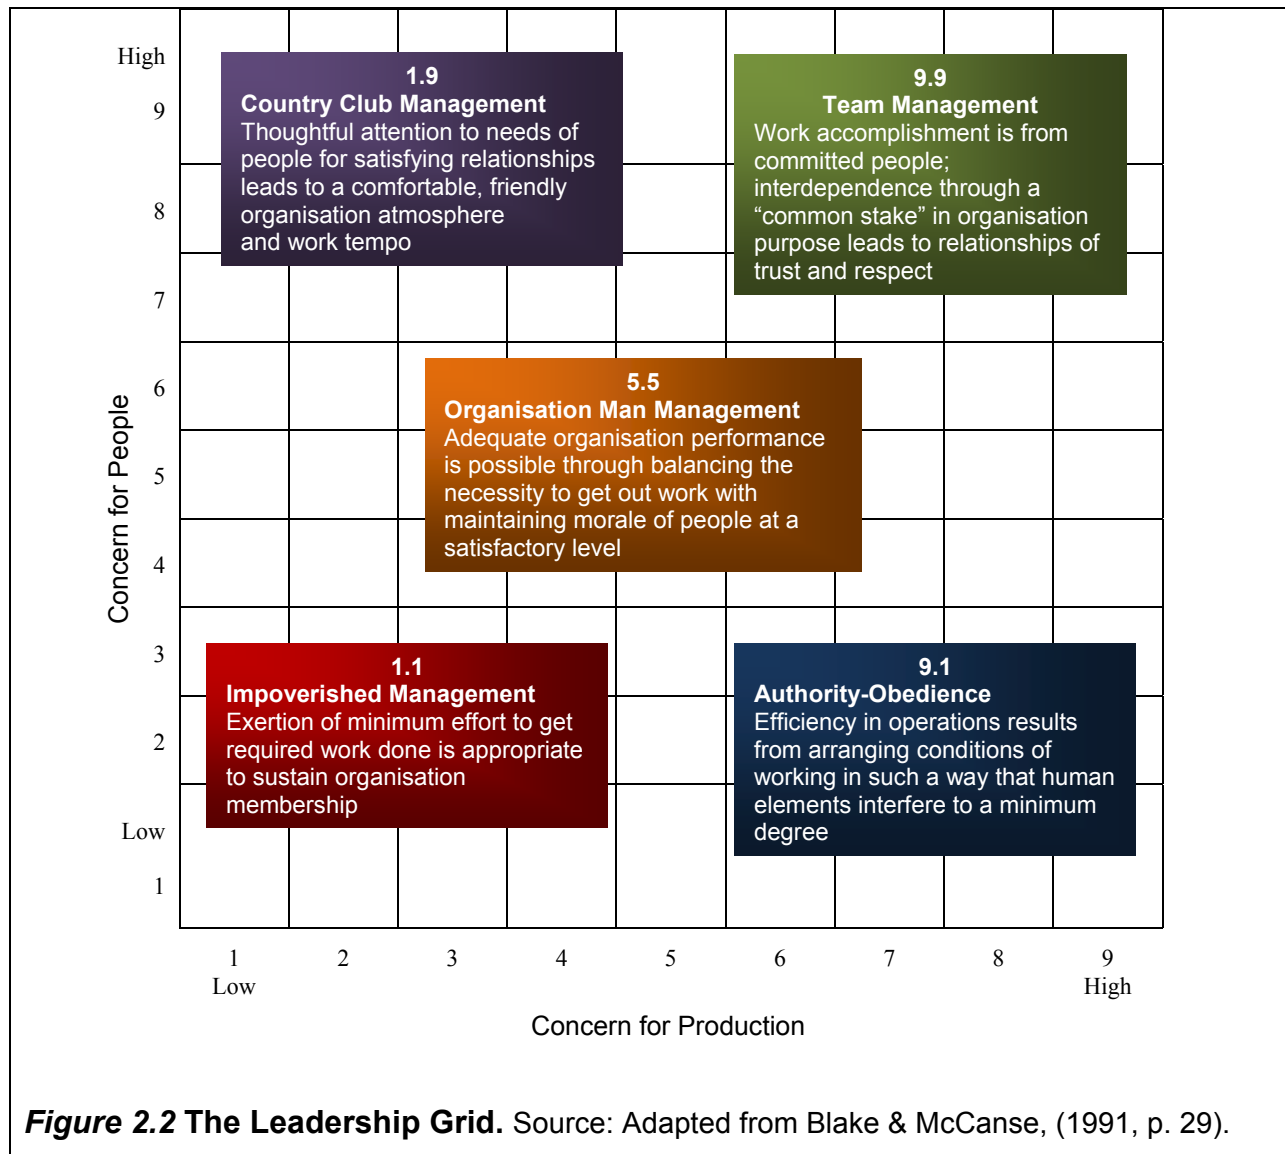 High
9
8
7
6
5
4
3
2
Low
1
Concern for People
1.9
Country Club Management
Thoughtful attention to needs of
people for satisfying relationships
leads to a comfortable, friendly
organisation atmosphere
and work tempo
9.9
Team Management
Work accomplishment is from
committed people;
interdependence through a
“common stake” in organisation
purpose leads to relationships of
trust and respect
5.5
Organisation Man Management
Adequate organisation performance
is possible through balancing the
necessity to get out work with
maintaining morale of people at a
satisfactory level
1.1
Impoverished Management
Exertion of minimum effort to get
required work done is appropriate
to sustain organisation
membership
9.1
Authority-Obedience
Efficiency in operations results
from arranging conditions of
working in such a way that human
elements interfere to a minimum
degree
1 2 3 4 5 6 7 8 9
Low High
Concern for Production
Figure 2.2 The Leadership Grid. Source: Adapted from Blake & McCanse, (1991, p. 29).